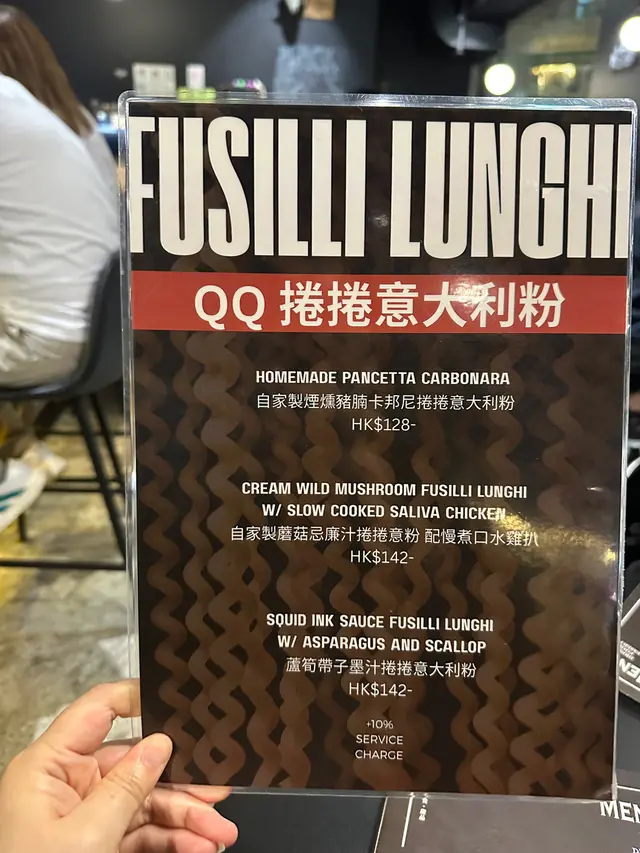 FUSILLI LUNGHI
QQ 捲捲意大利粉
HOMEMADE PANCETTA CARBONARA
自家製煙燻豬腩卡邦尼捲捲意大利粉
HK$128-
CREAM WILD MUSHROOM FUSILLI LUNGHI
W/ SLOW COOKED SALIVA CHICKEN
自家製蘑菇忌廉汁捲捲意粉 配慢煮口水雞扒
HK$142-
SQUID INK SAUCE FUSILLI LUNGHI
W/ ASPARAGUS AND SCALLOP
蘆筍帶子墨汁捲捲意大利粉
HK$142-
+10%
SERVICE
CHARGE
MEN